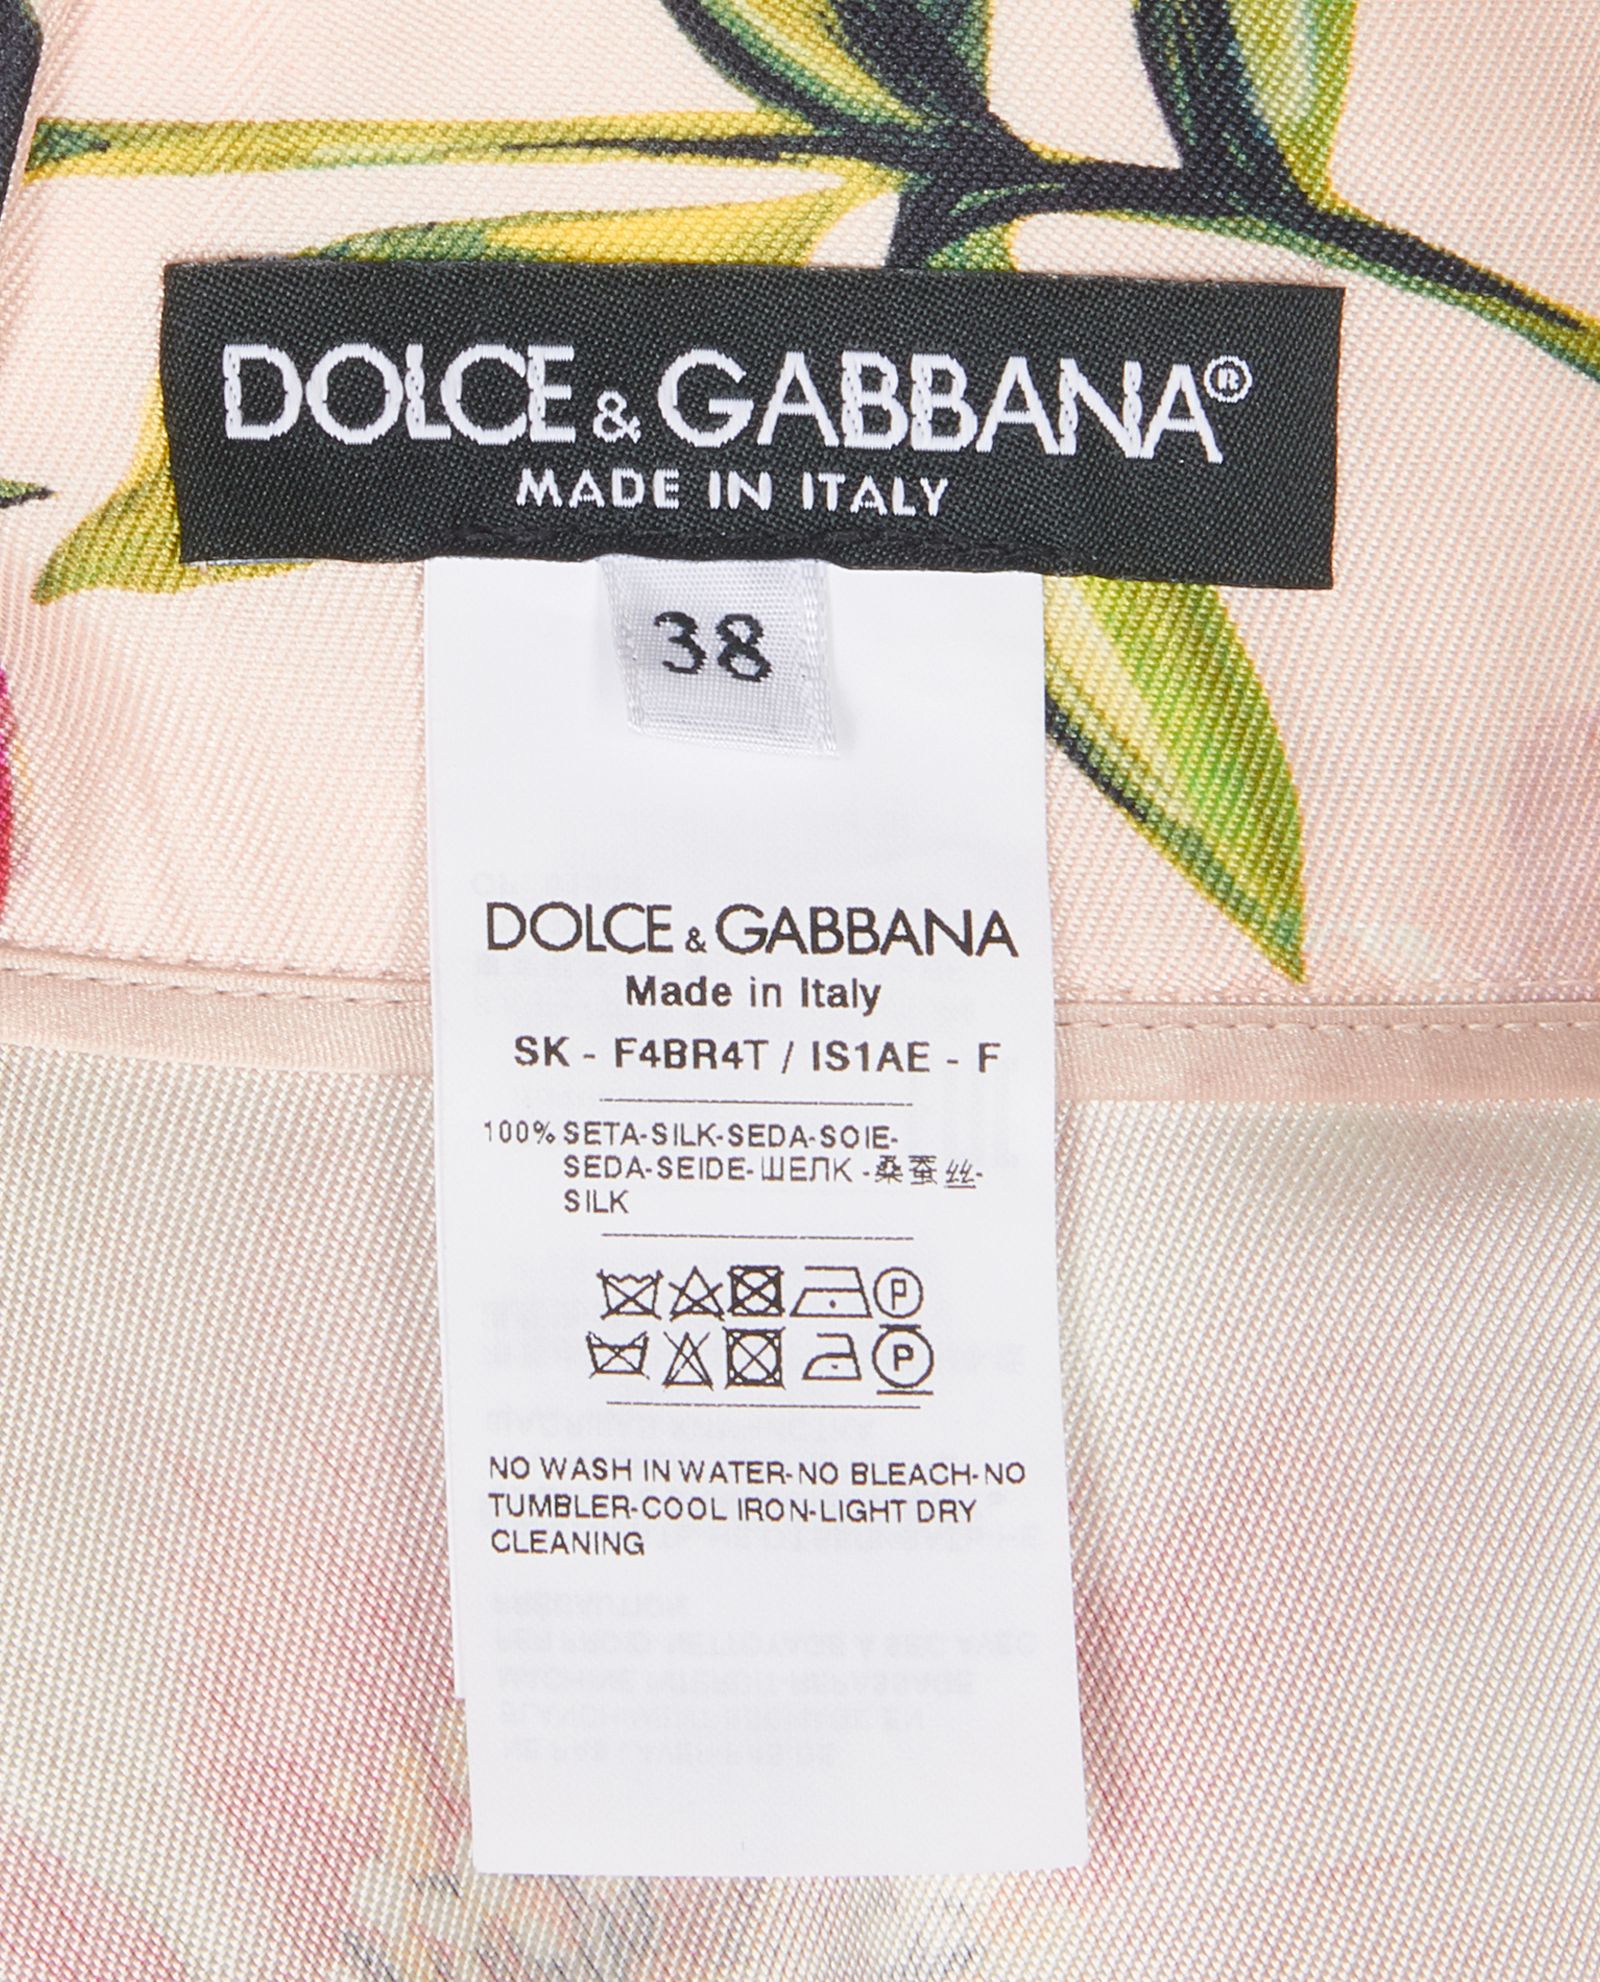 DOLCE & GABBANA®
MADE IN ITALY
38
DOLCE & GABBANA
Made in Italy
SK - F4BR4T / IS1AE - F
100% SETA-SILK-SEDA-SOIE-
SEDA-SEIDE-ШЕЛК -桑蚕丝-
SILK
P
P
NO WASH IN WATER-NO BLEACH-NO
TUMBLER-COOL IRON-LIGHT DRY
CLEANING